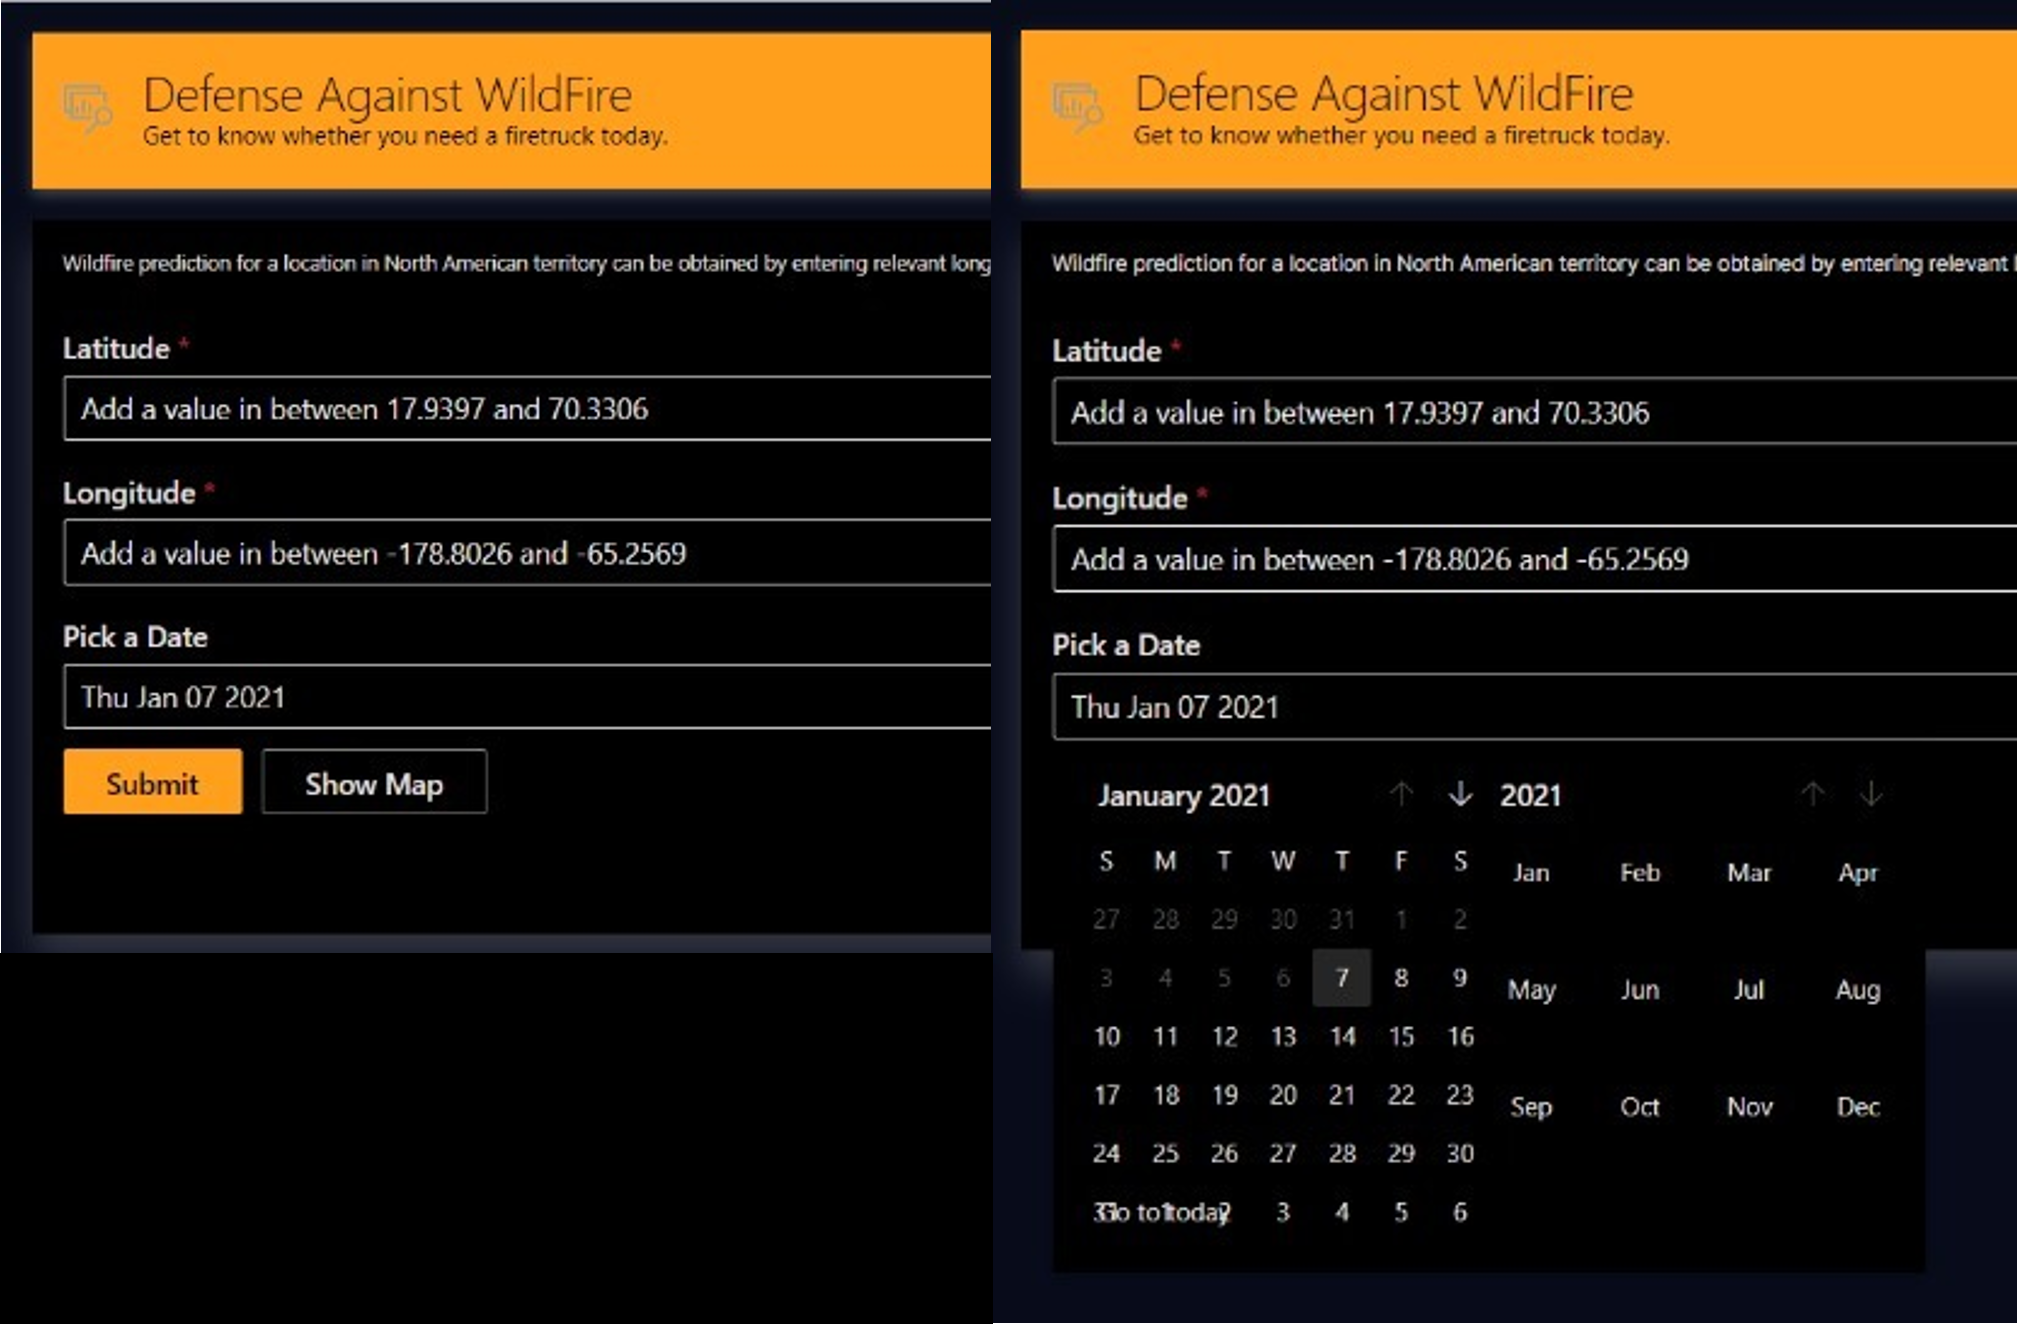 Defense Against WildFire
Get to know whether you need a firetruck today.
Wildfire prediction for a location in North American territory can be obtained by entering relevant long
Latitude *
Add a value in between 17.9397 and 70.3306
Longitude *
Add a value in between -178.8026 and -65.2569
Pick a Date
Thu Jan 07 2021
Submit Show Map
Defense Against WildFire
Get to know whether you need a firetruck today.
Wildfire prediction for a location in North American territory can be obtained by entering relevant
Latitude *
Add a value in between 17.9397 and 70.3306
Longitude *
Add a value in between -178.8026 and -65.2569
Pick a Date
Thu Jan 07 2021
January 2021 ↑ ↓ 2021 ↑ ↓
S M T W T F S
Jan Feb Mar Apr
27 28 29 30 31 1 2
3 4 5 6 7 8 9
May Jun Jul Aug
10 11 12 13 14 15 16
17 18 19 20 21 22 23
Sep Oct Nov Dec
24 25 26 27 28 29 30
31 1 2 3 4 5 6
Go to today